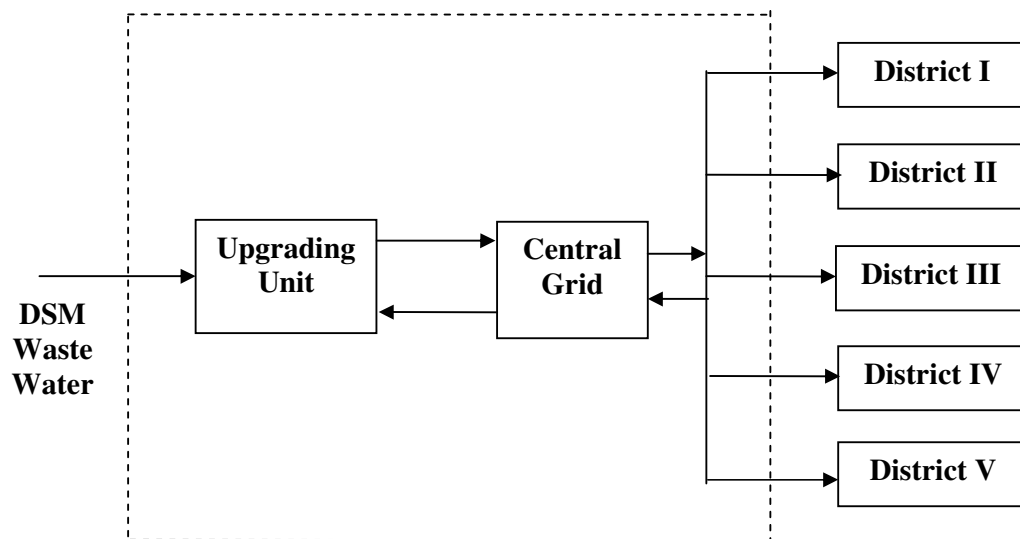 District I
District II
Upgrading
Unit
Central
Grid
District III
DSM
Waste
Water
District IV
District V